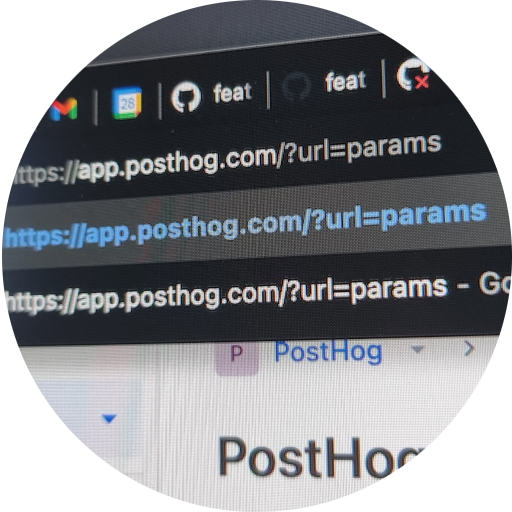 28 feat feat
ttps://app.posthog.com/?url=params
https://app.posthog.com/?url=params
https://app.posthog.com/?url=params - Go
P PostHog
PostHog